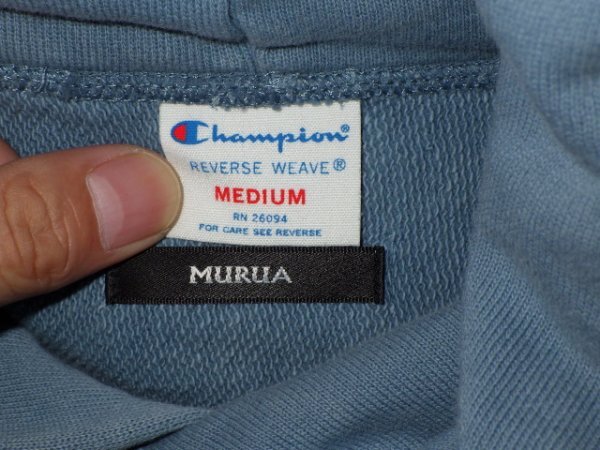 Champion®
REVERSE WEAVE®
MEDIUM
RN 26094
FOR CARE SEE REVERSE
MURUA